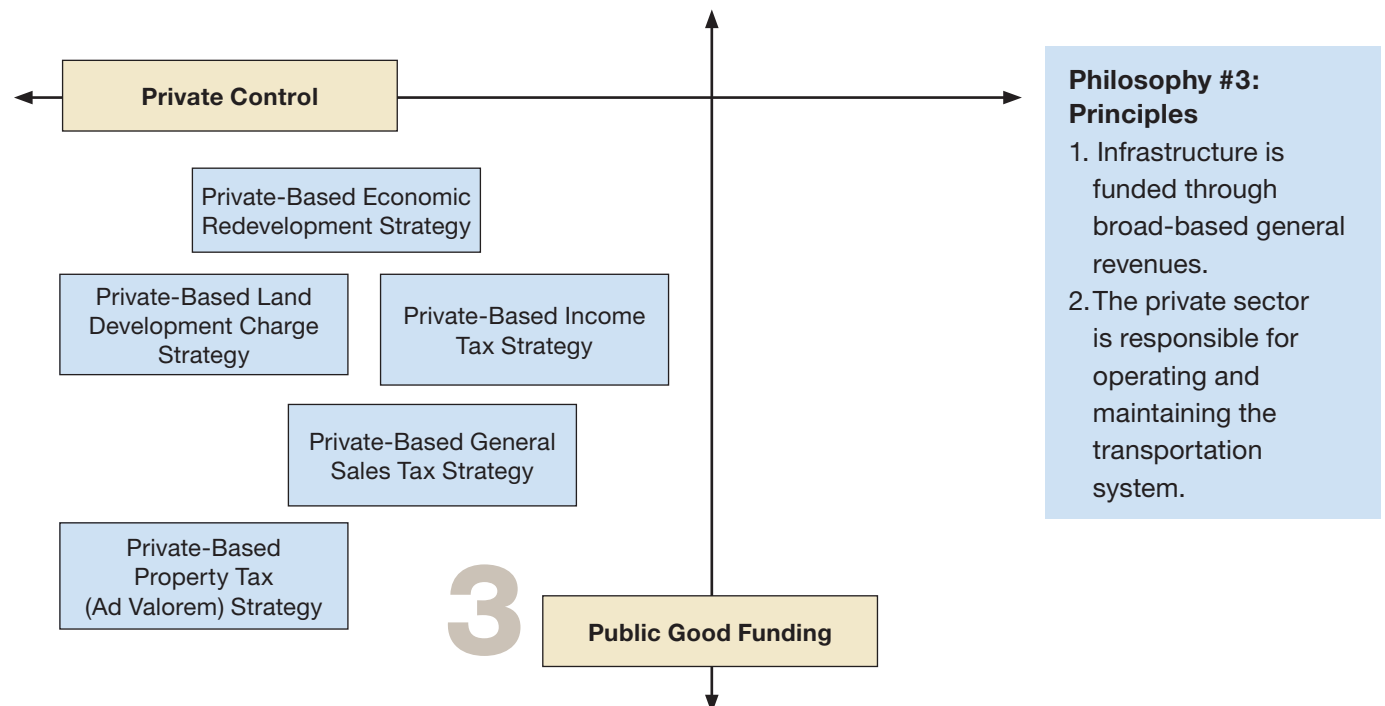 Private Control
Private-Based Economic
Redevelopment Strategy
Private-Based Land
Development Charge
Strategy
Private-Based Income
Tax Strategy
Private-Based General
Sales Tax Strategy
Private-Based
Property Tax
(Ad Valorem) Strategy
3
Public Good Funding
Philosophy #3:
Principles
1. Infrastructure is
funded through
broad-based general
revenues.
2. The private sector
is responsible for
operating and
maintaining the
transportation
system.